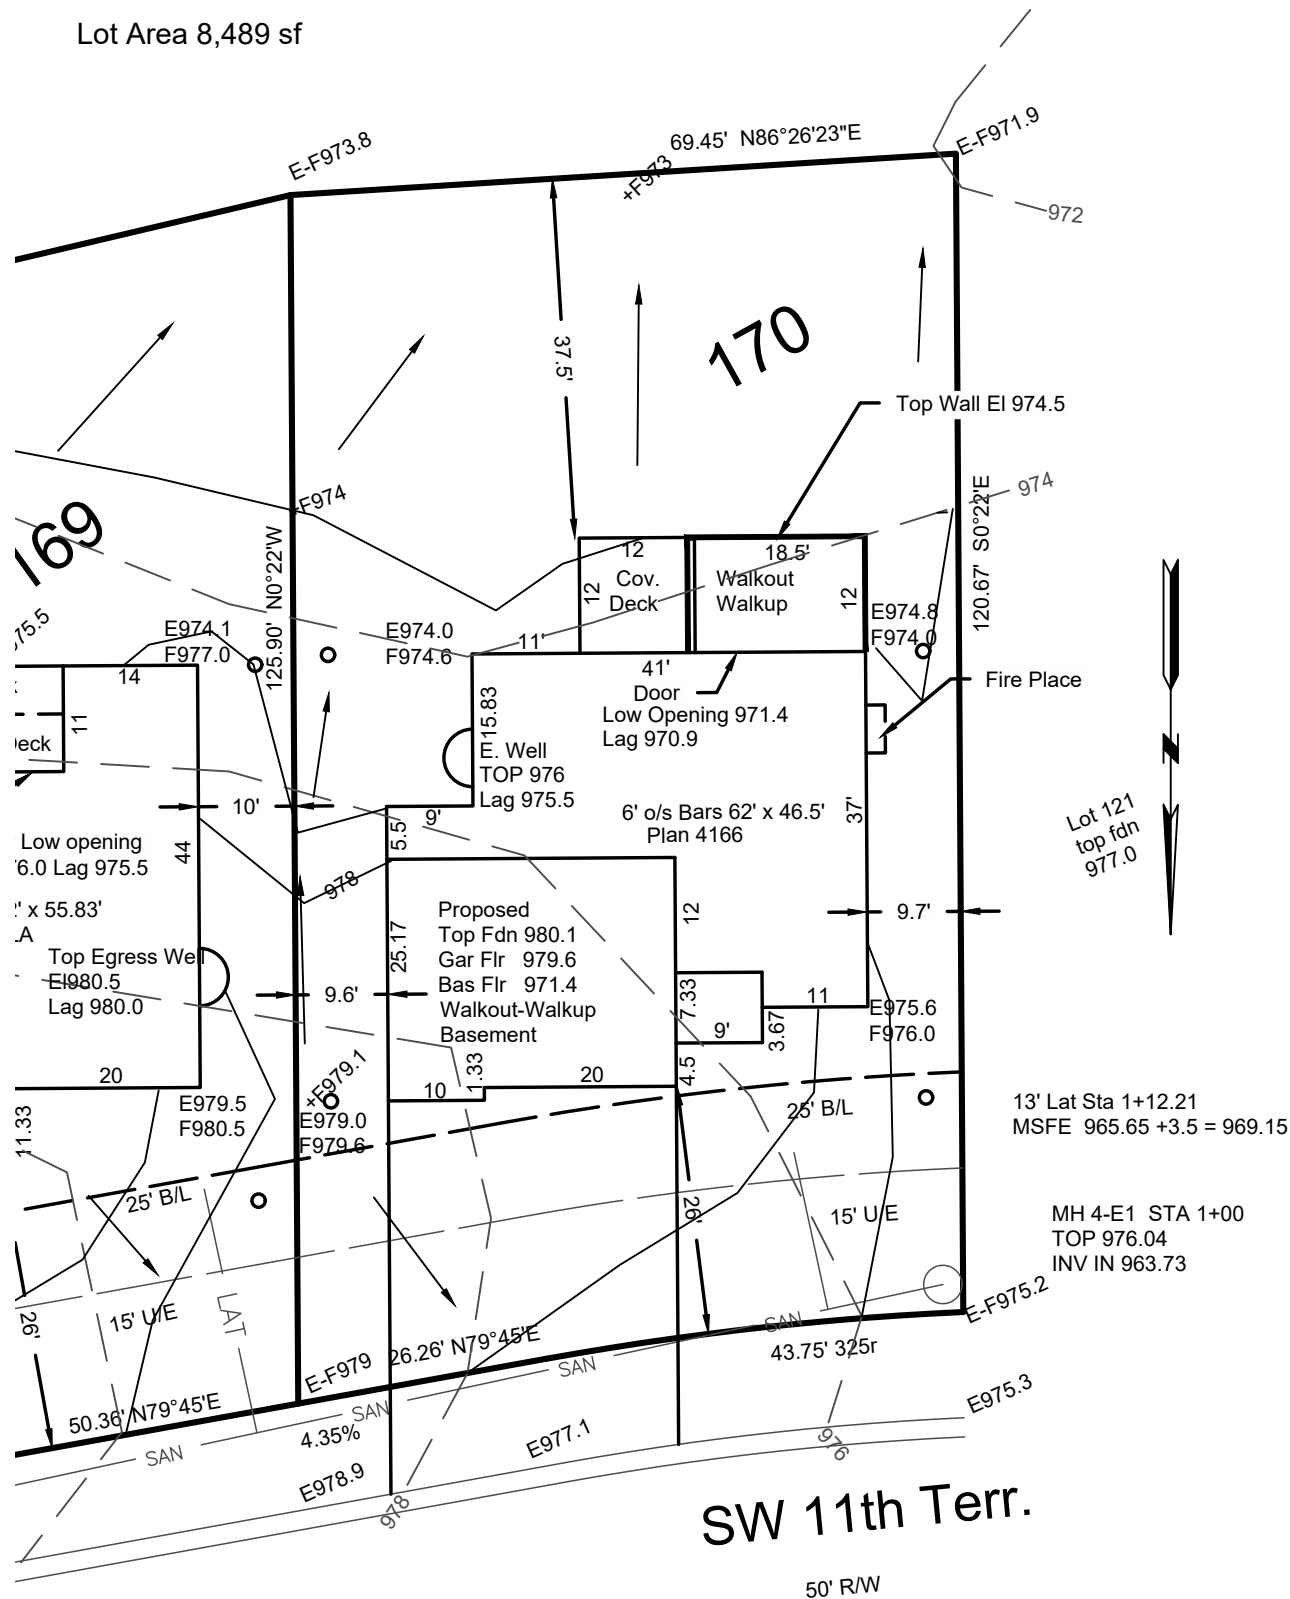 Lot Area 8,489 sf
E-F973.8
69.45' N86°26'23"E
E-F971.9
+F973
972
37.5'
170
Top Wall El 974.5
974
F974
169
125.90' N0°22'W
120.67' S0°22'E
12
18.5'
Cov.
Deck
12
Walkout
Walkup
12
E974.8
F974.0
E974.1
F977.0
E974.0
F974.6
11'
14
41'
Door
Low Opening 971.4
Lag 970.9
Fire Place
11
15.83
E. Well
TOP 976
Lag 975.5
10'
9'
6' o/s Bars 62' x 46.5'
Plan 4166
37'
Lot 121
top fdn
977.0
5.5
Low opening
Lag 975.5
44
978
x 55.83'
12
9.7'
Proposed
Top Fdn 980.1
Gar Flr 979.6
Bas Flr 971.4
Walkout-Walkup
Basement
25.17
Top Egress Well
El980.5
Lag 980.0
9.6'
7.33
11
9'
3.67
E975.6
F976.0
20
+E979.1
1.33
10
20
4.5
E979.5
F980.5
E979.0
F979.6
25' B/L
13' Lat Sta 1+12.21
MSFE 965.65 +3.5 = 969.15
11.33
25' B/L
26'
15' U/E
MH 4-E1 STA 1+00
TOP 976.04
INV IN 963.73
15' U/E
26'
LAT
E-F975.2
SAN
43.75' 325r
E-F979
26.26' N79°45'E
SAN
50.36' N79°45'E
SAN
4.35%
SAN
E975.3
E977.1
976
E978.9
978
SW 11th Terr.
50' R/W